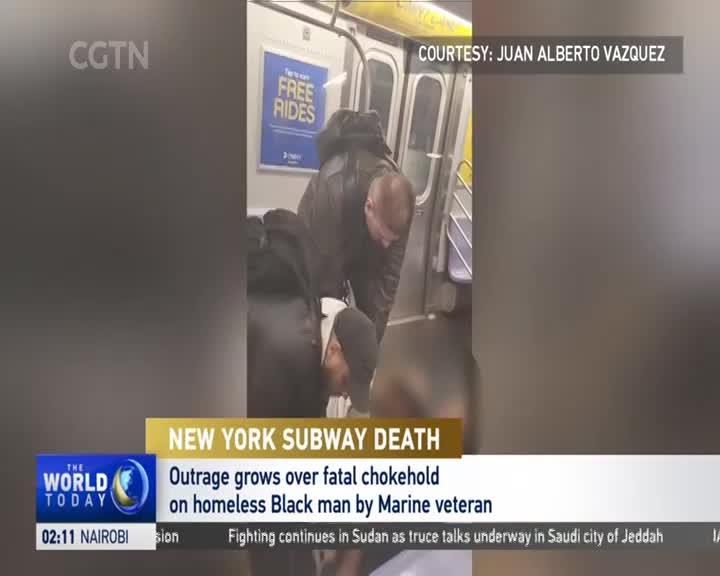 CGTN
COURTESY: JUAN ALBERTO VAZQUEZ
FREE
RIDES
NEW YORK SUBWAY DEATH
Outrage grows over fatal chokehold
on homeless Black man by Marine veteran
THE
WORLD
TODAY
02:11 NAIROBI
sion Fighting continues in Sudan as truce talks underway in Saudi city of Jeddah